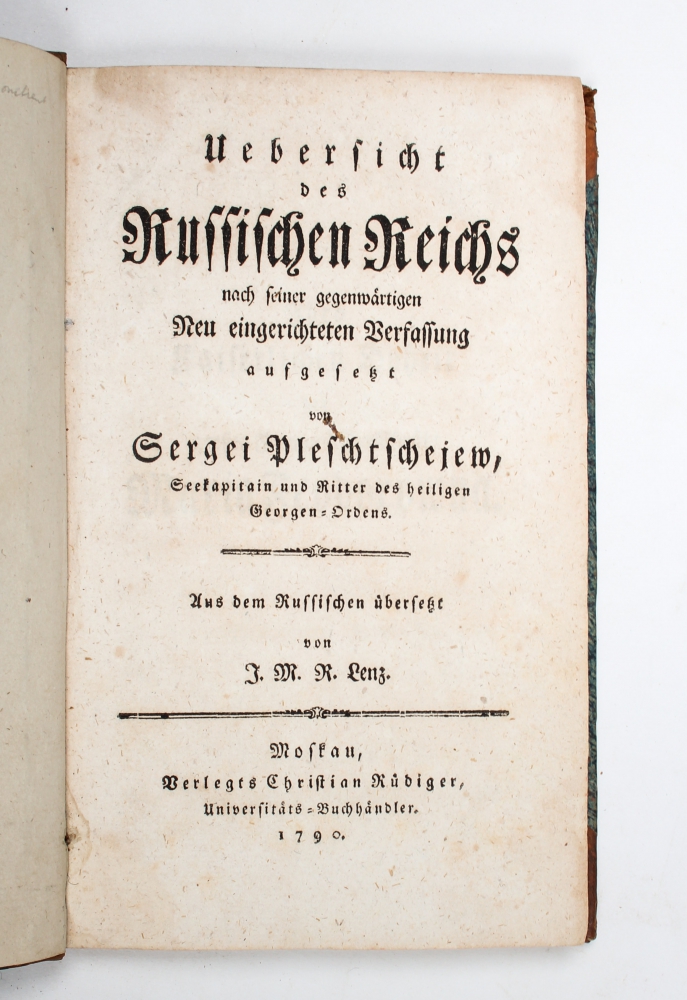 Ueberſicht
des
Ruſſiſchen Reichs
nach ſeiner gegenwärtigen
Neu eingerichteten Verfaſſung
aufgeſetzt
von
Sergei Pleſchtſchejew,
Seekapitain und Ritter des heiligen
Georgen-Ordens.
Aus dem Ruſſiſchen überſetzt
von
J. M. R. Lenz.
Moſkau,
Verlegts Chriſtian Rüdiger,
Univerſitäts-Buchhändler.
1790.